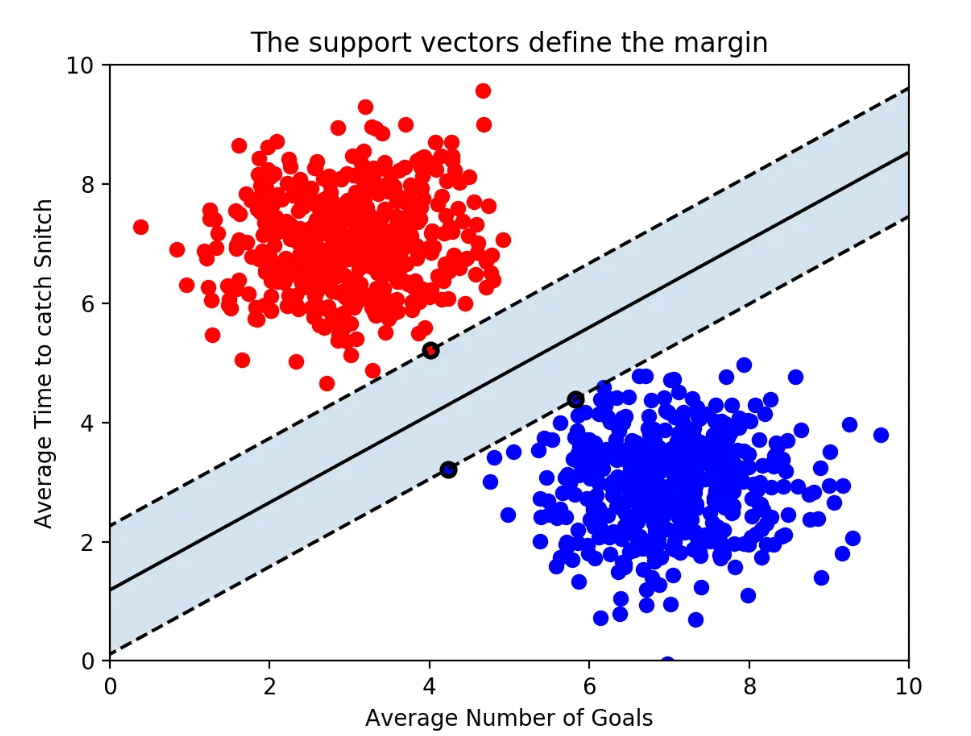 The support vectors define the margin
10
8
6
4
2
0
Average Time to catch Snitch
0 2 4 6 8 10
Average Number of Goals